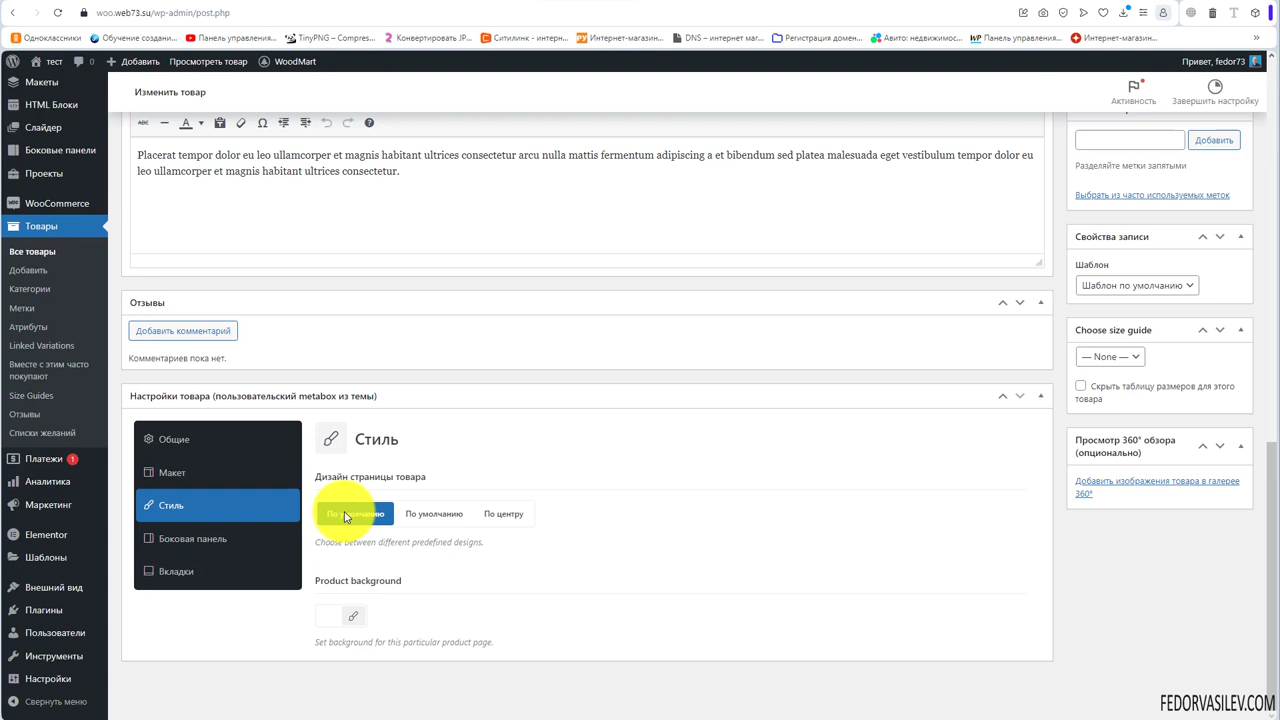 woo.web73.su/wp-admin/post.php
Одноклассники
Обучение создани...
Панель управления...
TinyPNG – Compres...
Конвертировать JP...
Ситилинк - интерн...
Интернет-магазин...
DNS – интернет маг...
Регистрация домен...
Авито: недвижимос...
Панель управления...
Интернет-магазин...
тест
0
Добавить
Просмотреть товар
WoodMart
Привет, fedor73
Макеты
HTML Блоки
Слайдер
Боковые панели
Проекты
WooCommerce
Товары
Все товары
Добавить
Категории
Метки
Атрибуты
Linked Variations
Вместе с этим часто
покупают
Size Guides
Отзывы
Списки желаний
Платежи 1
Аналитика
Маркетинг
Elementor
Шаблоны
Внешний вид
Плагины
Пользователи
Инструменты
Настройки
Свернуть меню
Изменить товар
Активность
Завершить настройку
ABC
A
Placerat tempor dolor eu leo ullamcorper et magnis habitant ultrices consectetur arcu nulla mattis fermentum adipiscing a et bibendum sed platea malesuada eget vestibulum tempor dolor eu
leo ullamcorper et magnis habitant ultrices consectetur.
Отзывы
Добавить комментарий
Комментариев пока нет.
Настройки товара (пользовательский metabox из темы)
Общие
Макет
Стиль
Боковая панель
Вкладки
Стиль
Дизайн страницы товара
По умолчанию
По умолчанию
По центру
Choose between different predefined designs.
Product background
Set background for this particular product page.
Добавить
Разделяйте метки запятыми
Выбрать из часто используемых меток
Свойства записи
Шаблон
Шаблон по умолчанию
Choose size guide
— None —
Скрыть таблицу размеров для этого
товара
Просмотр 360° обзора
(опционально)
Добавить изображения товара в галерее
360°
FEDORVASILEV.COM